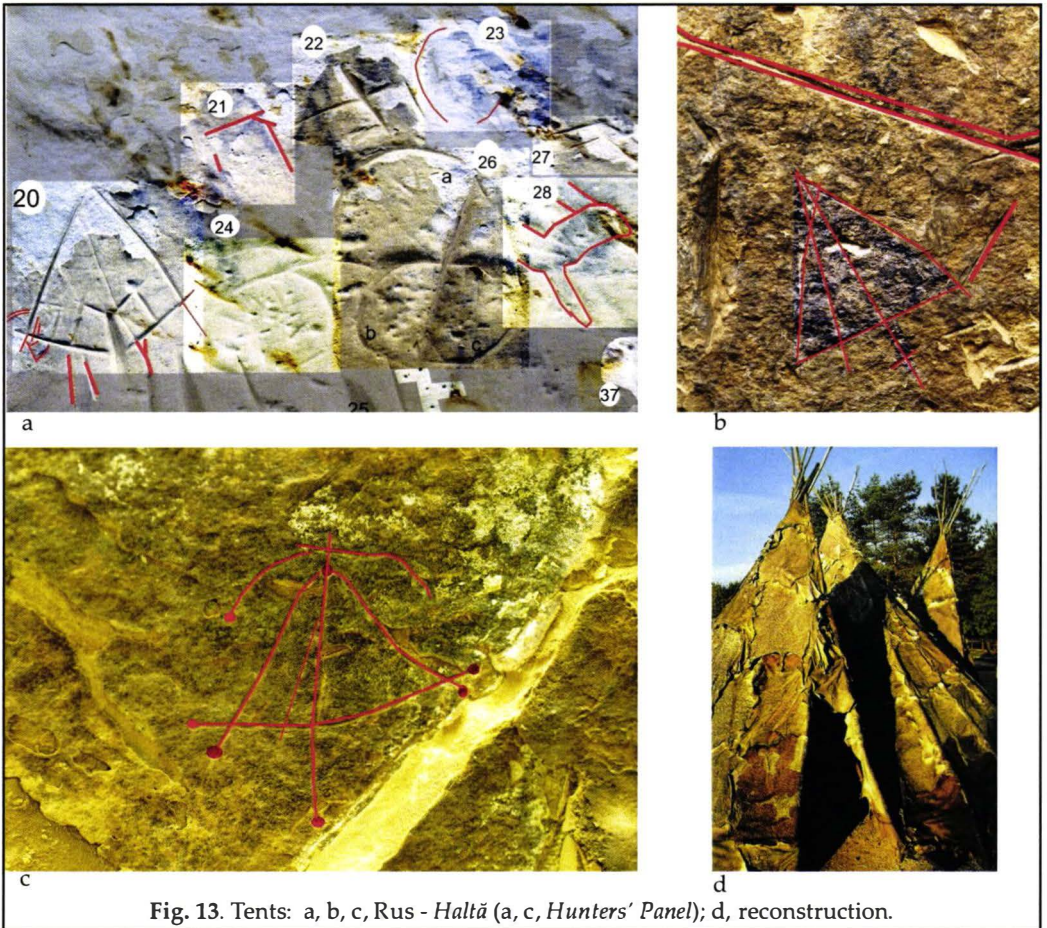 22 23
21
26 27
a
20 28
24
b c
37
25
a b
c d
Fig. 13. Tents: a, b, c, Rus - Haltă (a, c, Hunters' Panel); d, reconstruction.